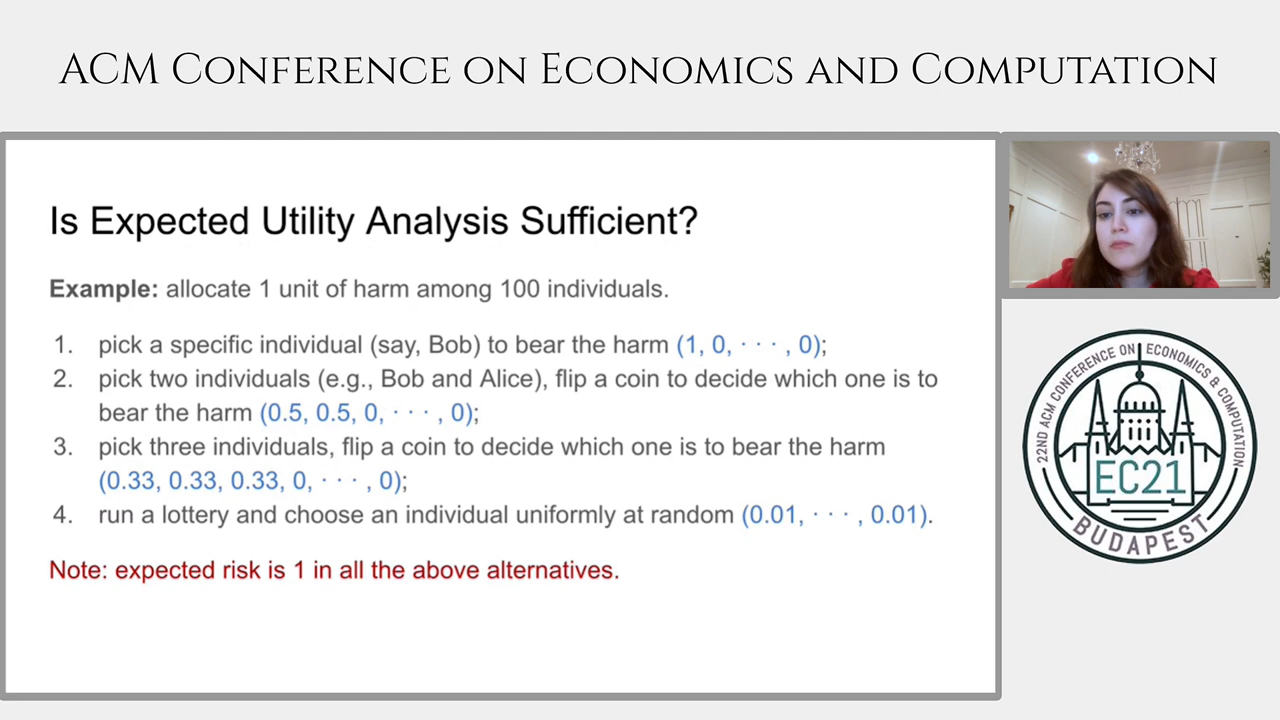 ACM Conference on Economics and Computation
Is Expected Utility Analysis Sufficient?
Example: allocate 1 unit of harm among 100 individuals.
1. pick a specific individual (say, Bob) to bear the harm (1, 0, · · · , 0);
2. pick two individuals (e.g., Bob and Alice), flip a coin to decide which one is to
bear the harm (0.5, 0.5, 0, · · · , 0);
3. pick three individuals, flip a coin to decide which one is to bear the harm
(0.33, 0.33, 0.33, 0, · · · , 0);
4. run a lottery and choose an individual uniformly at random (0.01, · · · , 0.01).
Note: expected risk is 1 in all the above alternatives.
22ND ACM CONFERENCE ON ECONOMICS & COMPUTATION
EC21
BUDAPEST